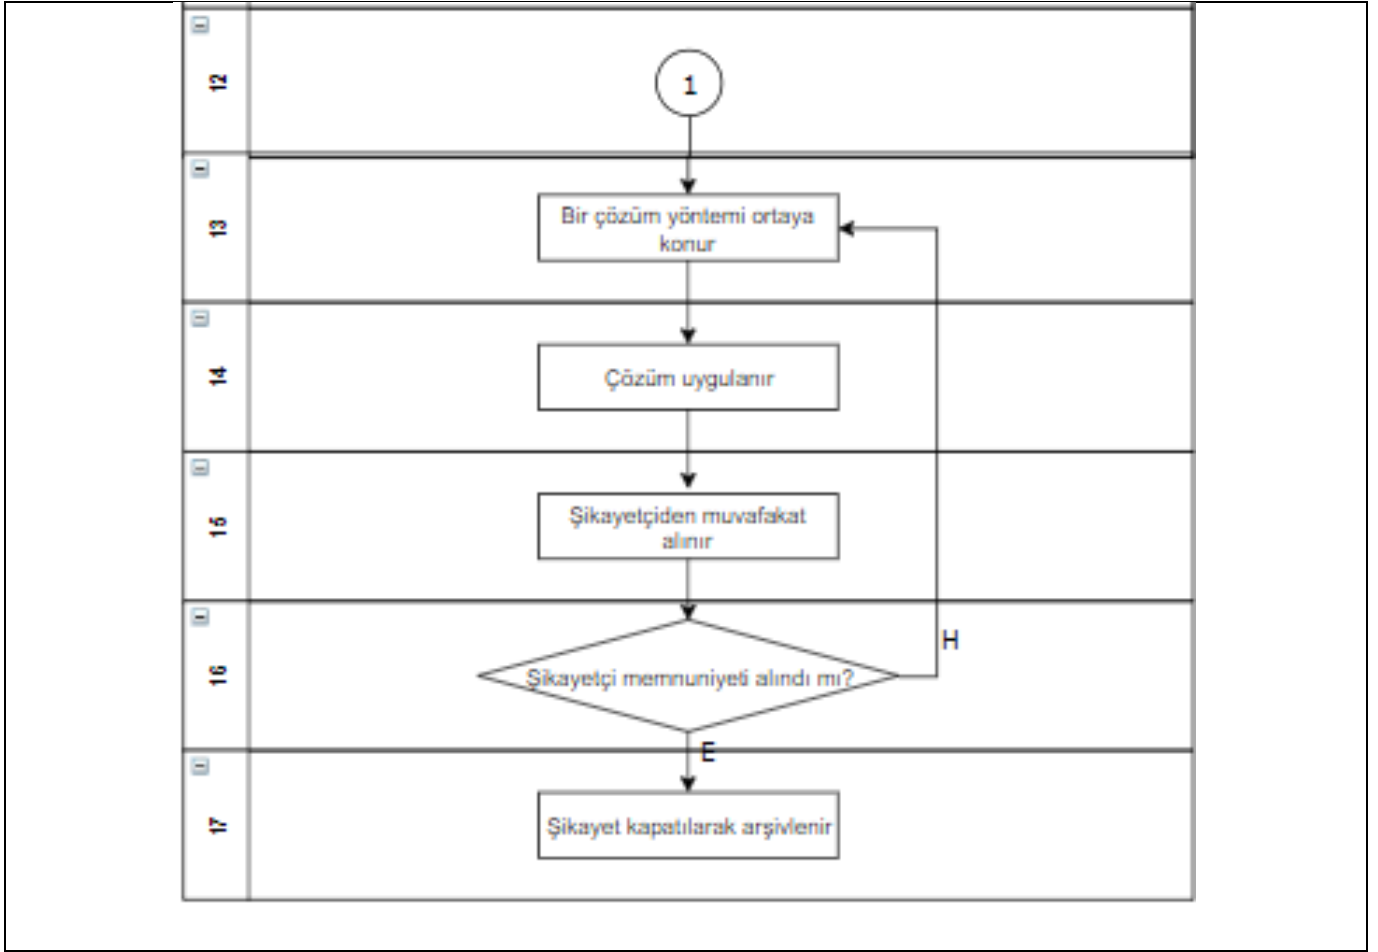 12
1
13
Bir çözüm yöntemi ortaya
konur
14
Çözüm uygulanır
15
Şikayetçiden muvafakat
alınır
16
Şikayetçi memnuniyeti alındı mı?
H
E
17
Şikayet kapatılarak arşivlenir